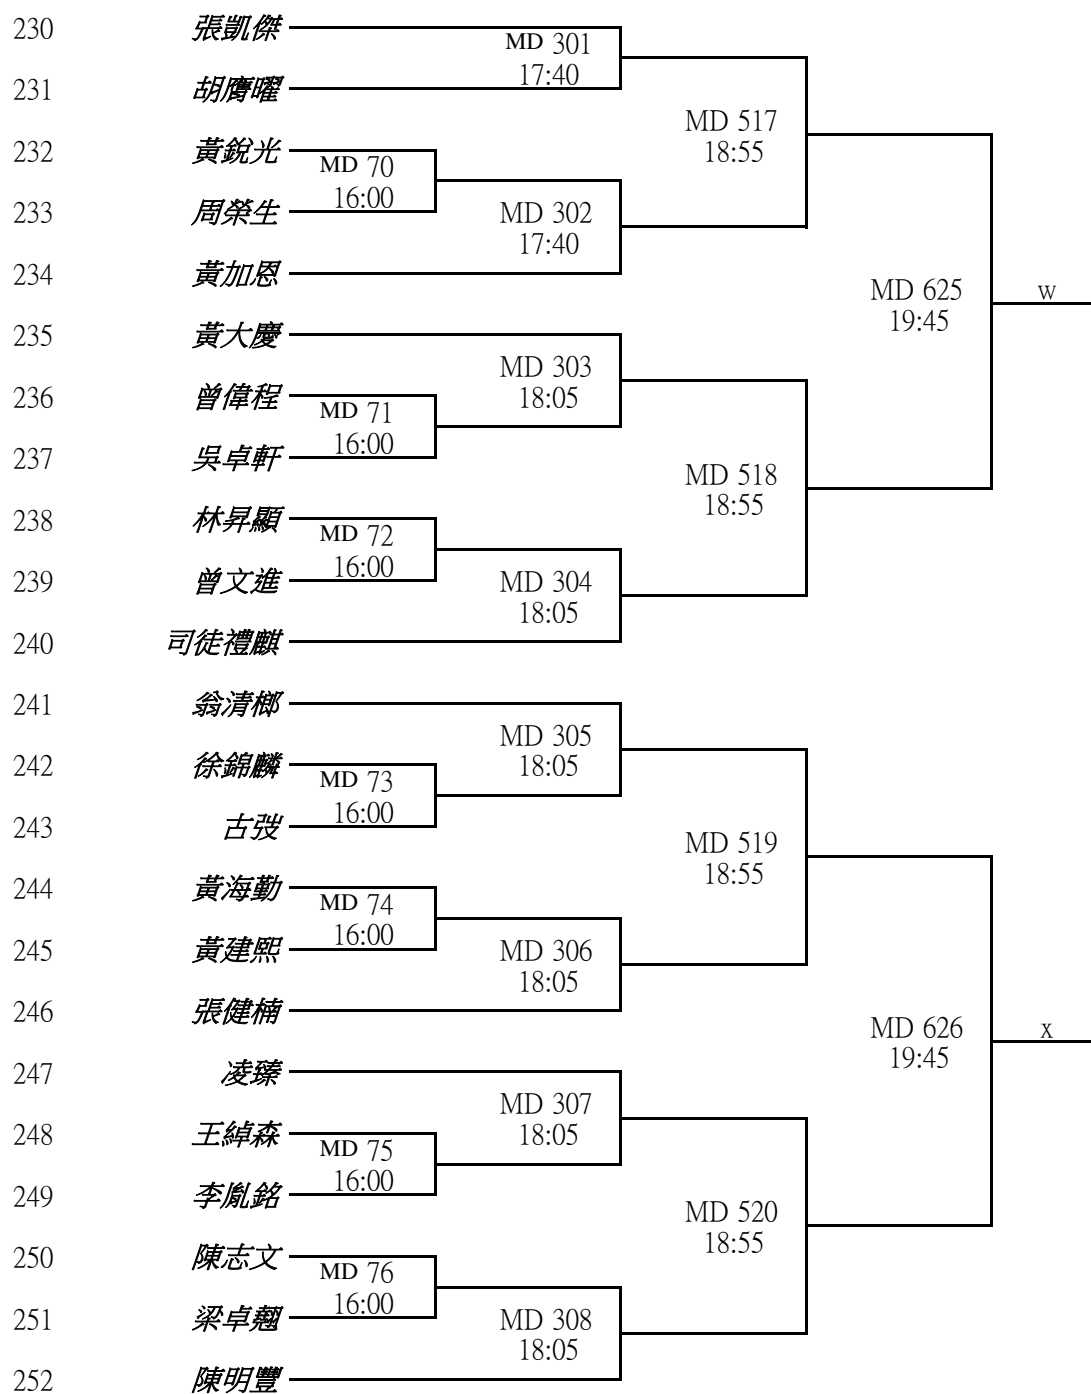 230 張凱傑
MD 301
17:40
231 胡膺曜
MD 517
18:55
232 黃銳光
MD 70
16:00
233 周榮生
MD 302
17:40
234 黃加恩
MD 625
19:45
W
235 黃大慶
MD 303
18:05
236 曾偉程
MD 71
16:00
237 吳卓軒
MD 518
18:55
238 林昇顯
MD 72
16:00
239 曾文進
MD 304
18:05
240 司徒禮麒
241 翁清榔
MD 305
18:05
242 徐錦麟
MD 73
16:00
243 古弢
MD 519
18:55
244 黃海勤
MD 74
16:00
245 黃建熙
MD 306
18:05
246 張健楠
MD 626
19:45
X
247 凌臻
MD 307
18:05
248 王綽森
MD 75
16:00
249 李胤銘
MD 520
18:55
250 陳志文
MD 76
16:00
251 梁卓翹
MD 308
18:05
252 陳明豐